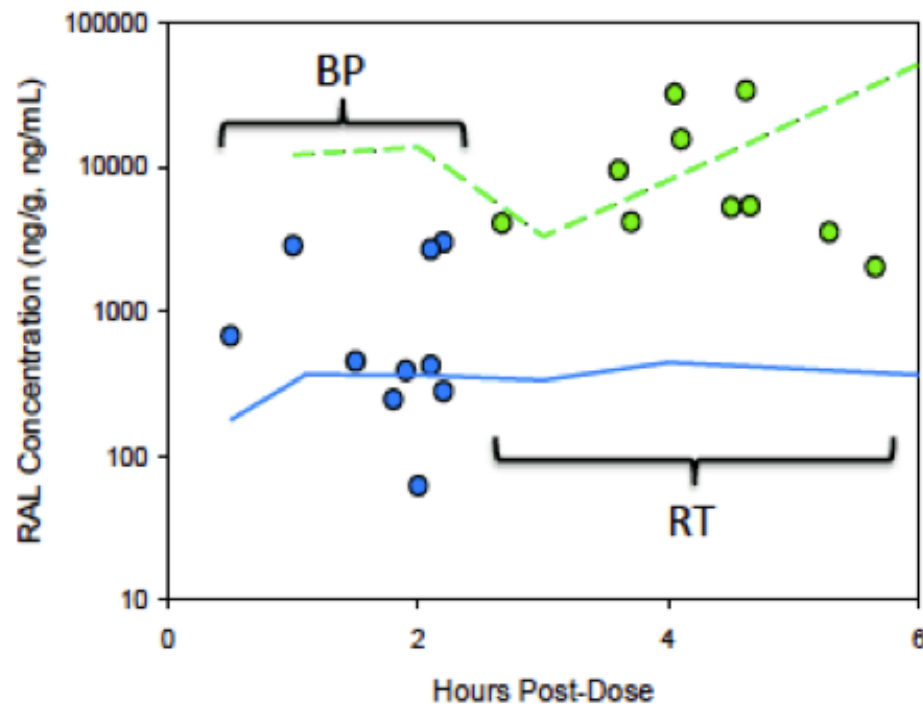 100000
BP
10000
1000
100
RT
10
0
2
4
6
RAL Concentration (ng/g, ng/mL)
Hours Post-Dose